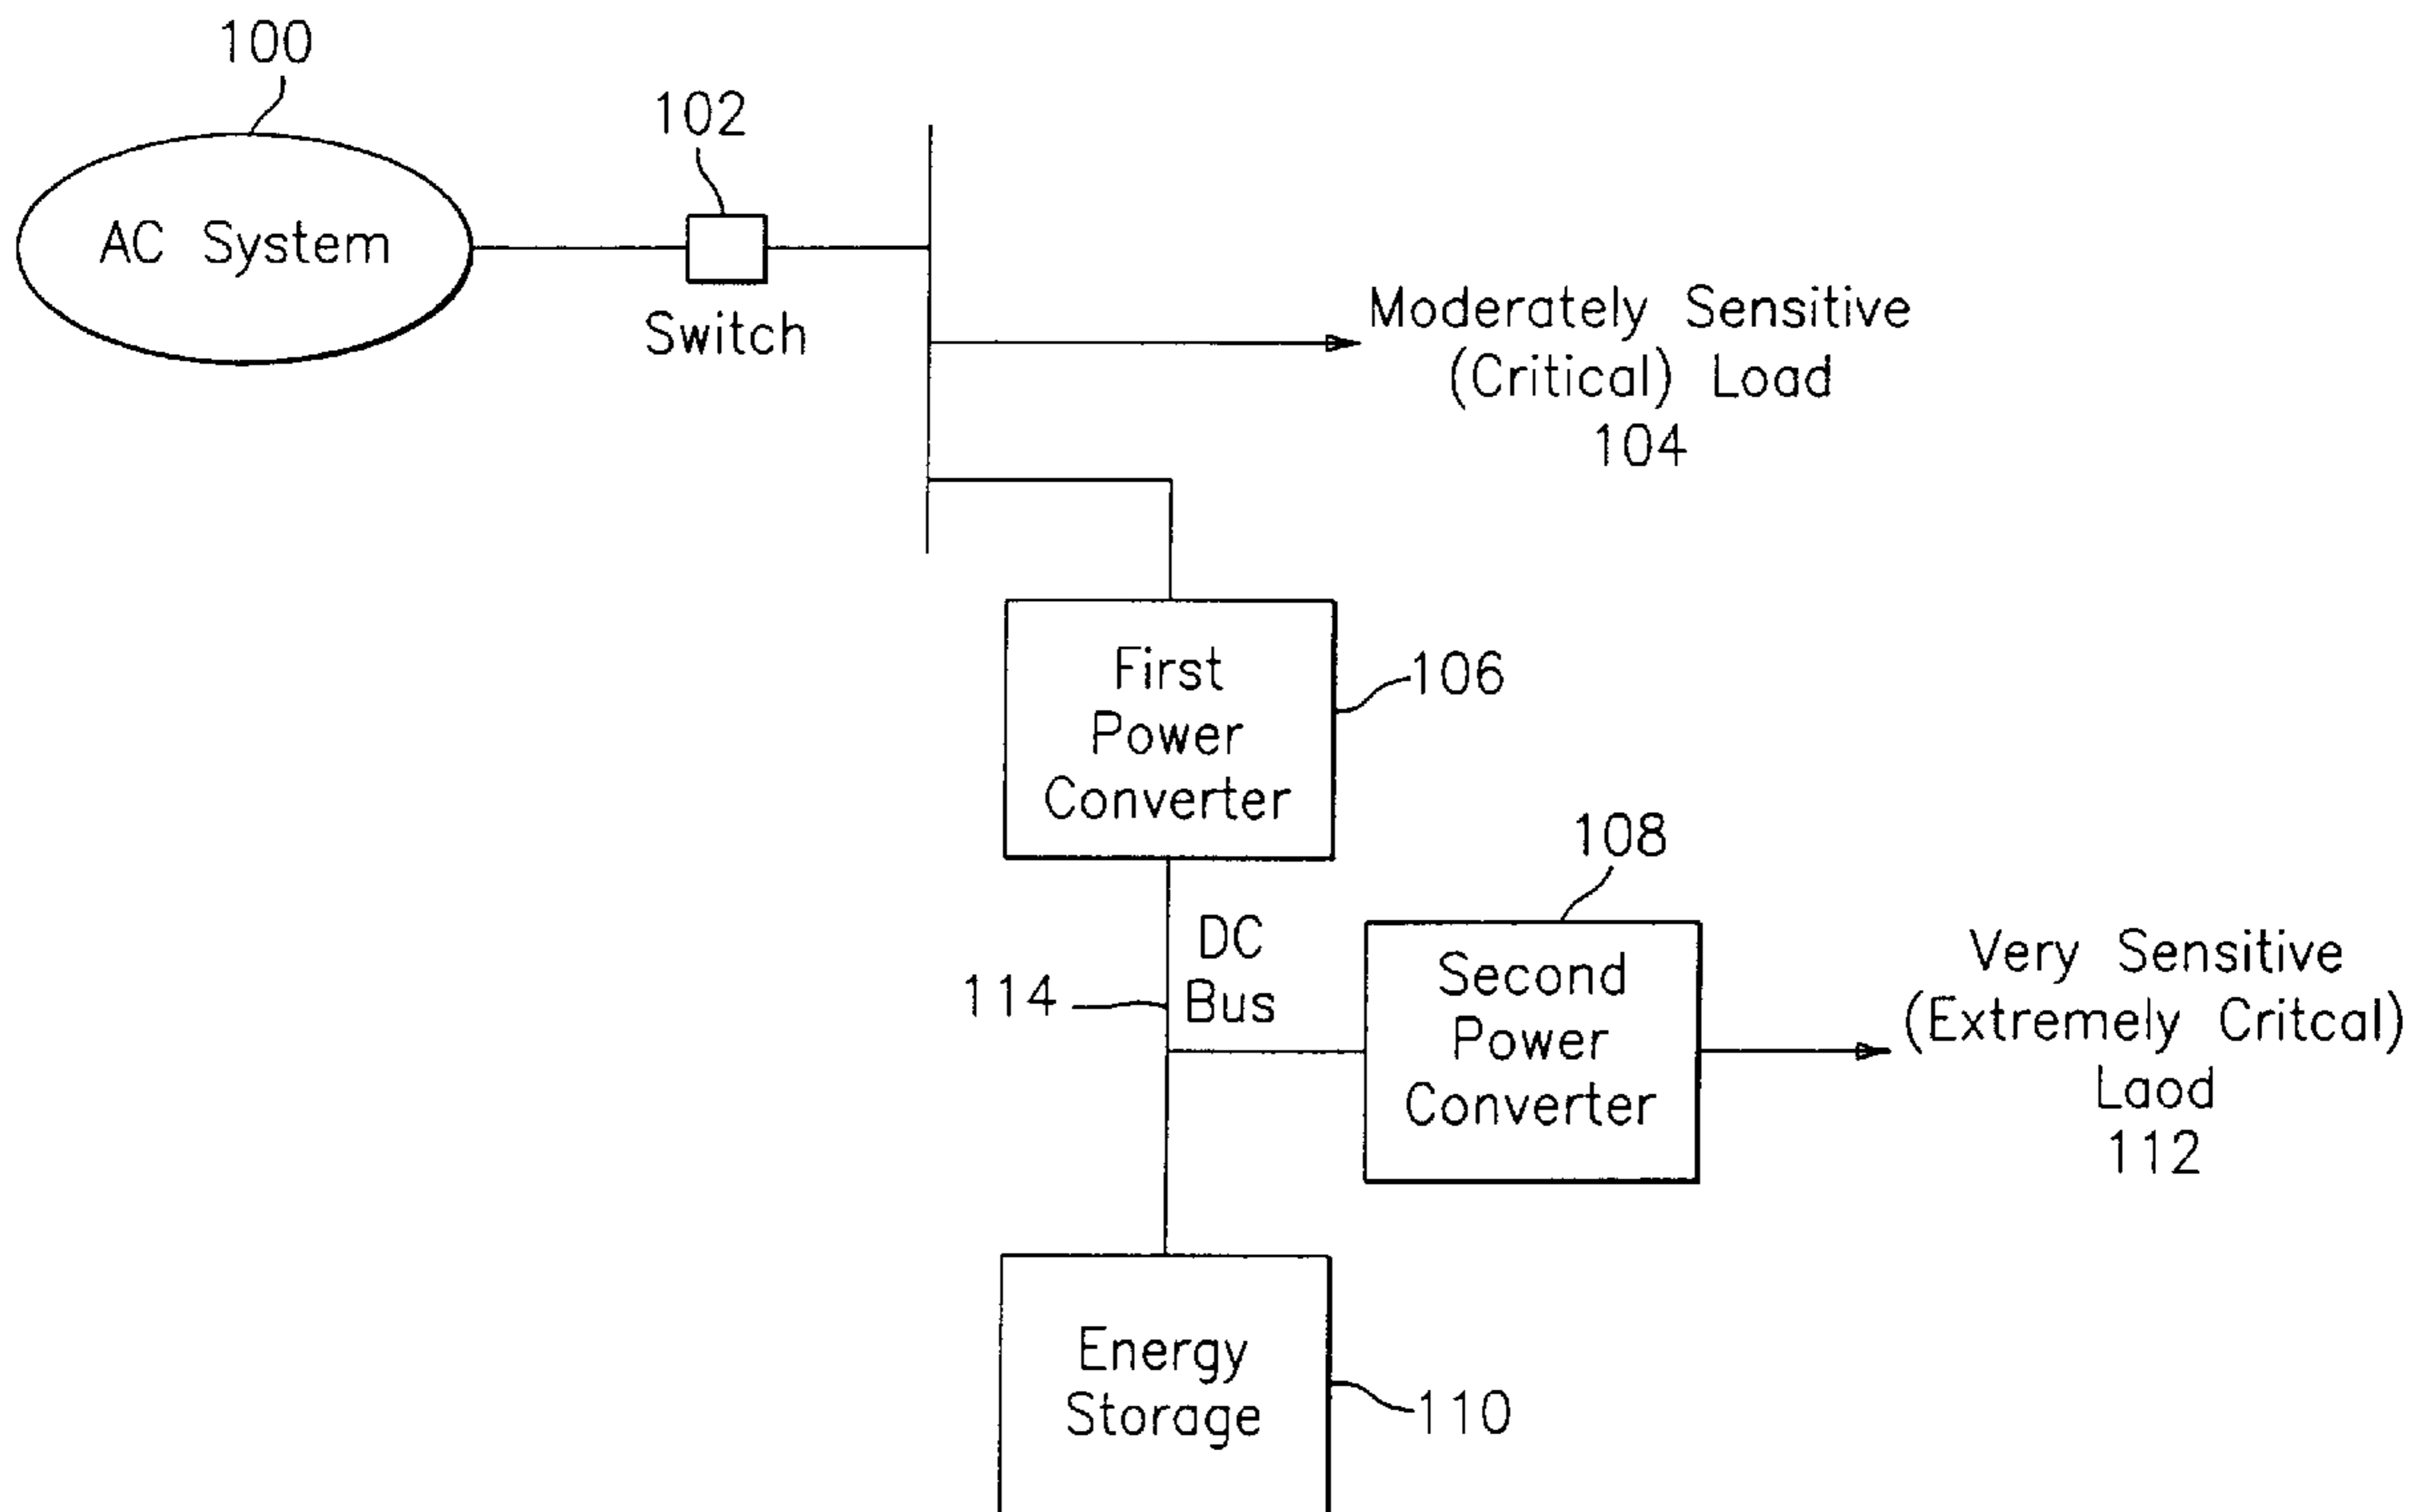 100
102
AC System
Switch
Moderately Sensitive
(Critical) Load
104
First
Power
Converter
106
108
DC
Bus
114
Second
Power
Converter
Very Sensitive
(Extremely Critcal)
Laod
112
Energy
Storage
110